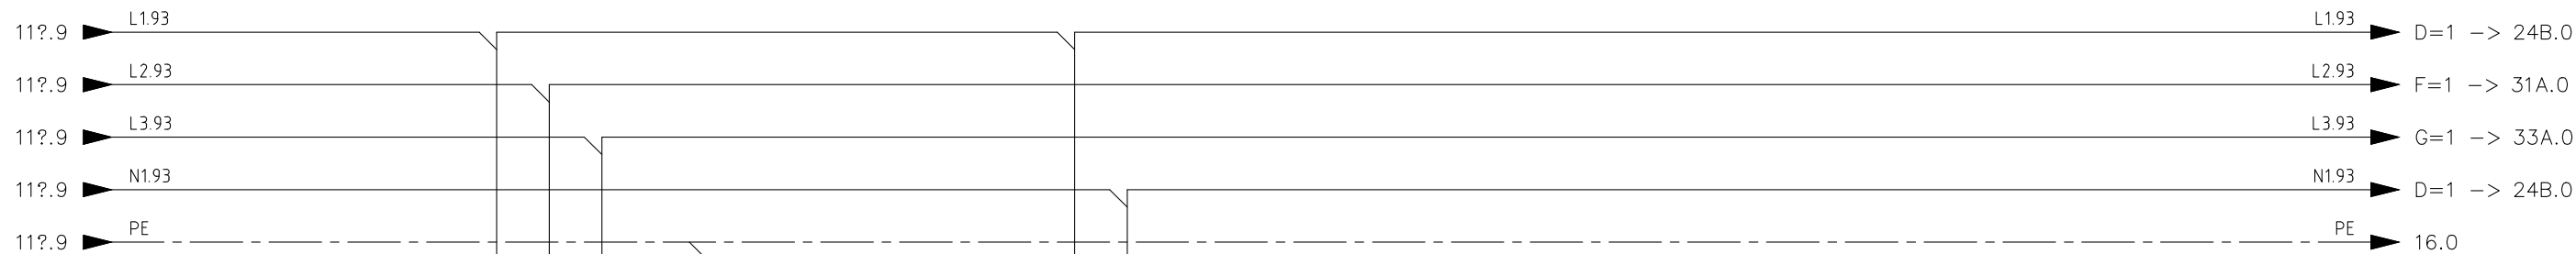 L1.93 L1.93
11?.9 D=1 -> 24B.0
L2.93 L2.93
11?.9 F=1 -> 31A.0
L3.93 L3.93
11?.9 G=1 -> 33A.0
N1.93 N1.93
11?.9 D=1 -> 24B.0
PE PE
11?.9 16.0